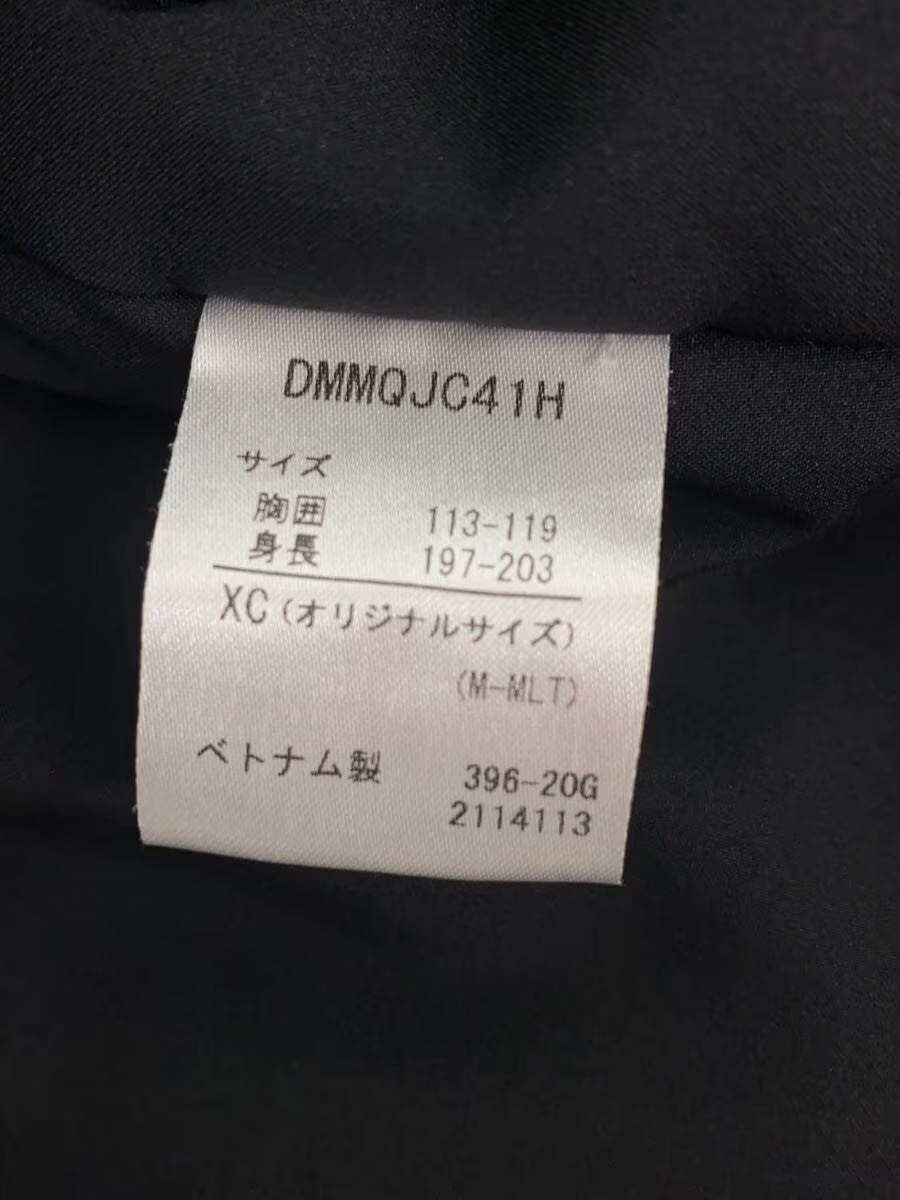 DMMQJC41H
サイズ
胸囲 113-119
身長 197-203
XC(オリジナルサイズ)
(M-MLT)
ベトナム製 396-20G
2114113